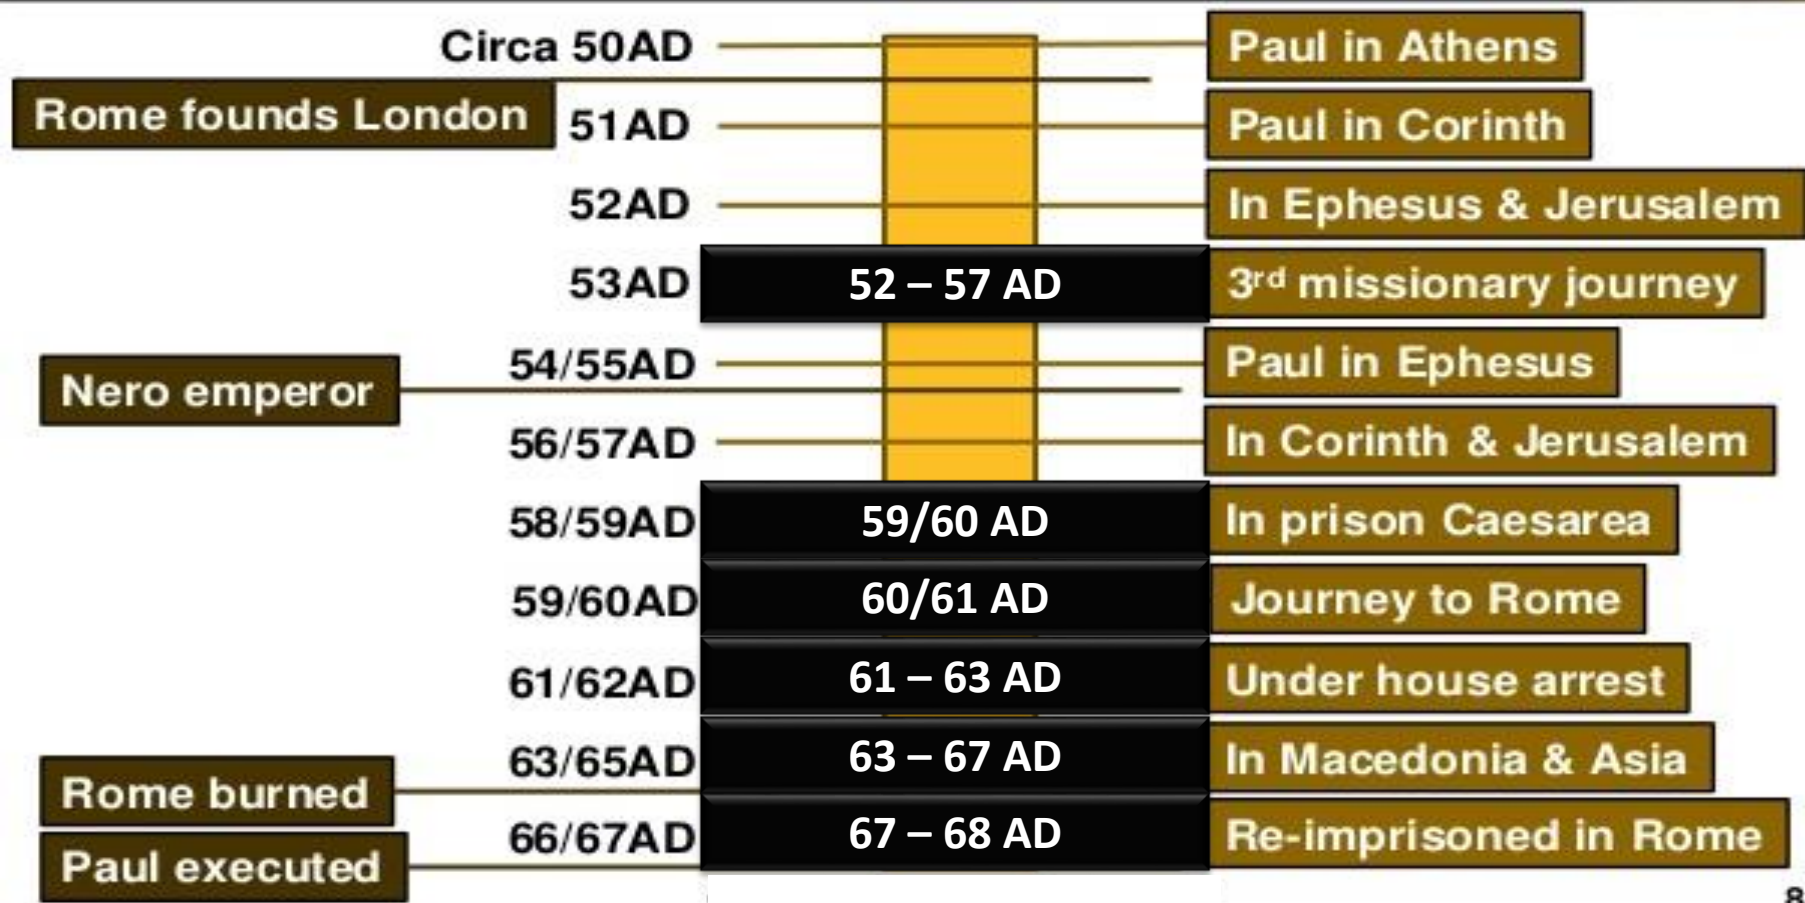 Circa 50AD
Paul in Athens
Rome founds London
51AD
Paul in Corinth
52AD
In Ephesus & Jerusalem
53AD
52 – 57 AD
3rd missionary journey
54/55AD
Paul in Ephesus
Nero emperor
56/57AD
In Corinth & Jerusalem
58/59AD
59/60 AD
In prison Caesarea
59/60AD
60/61 AD
Journey to Rome
61/62AD
61 – 63 AD
Under house arrest
63/65AD
63 – 67 AD
In Macedonia & Asia
Rome burned
66/67AD
67 – 68 AD
Re-imprisoned in Rome
Paul executed
8